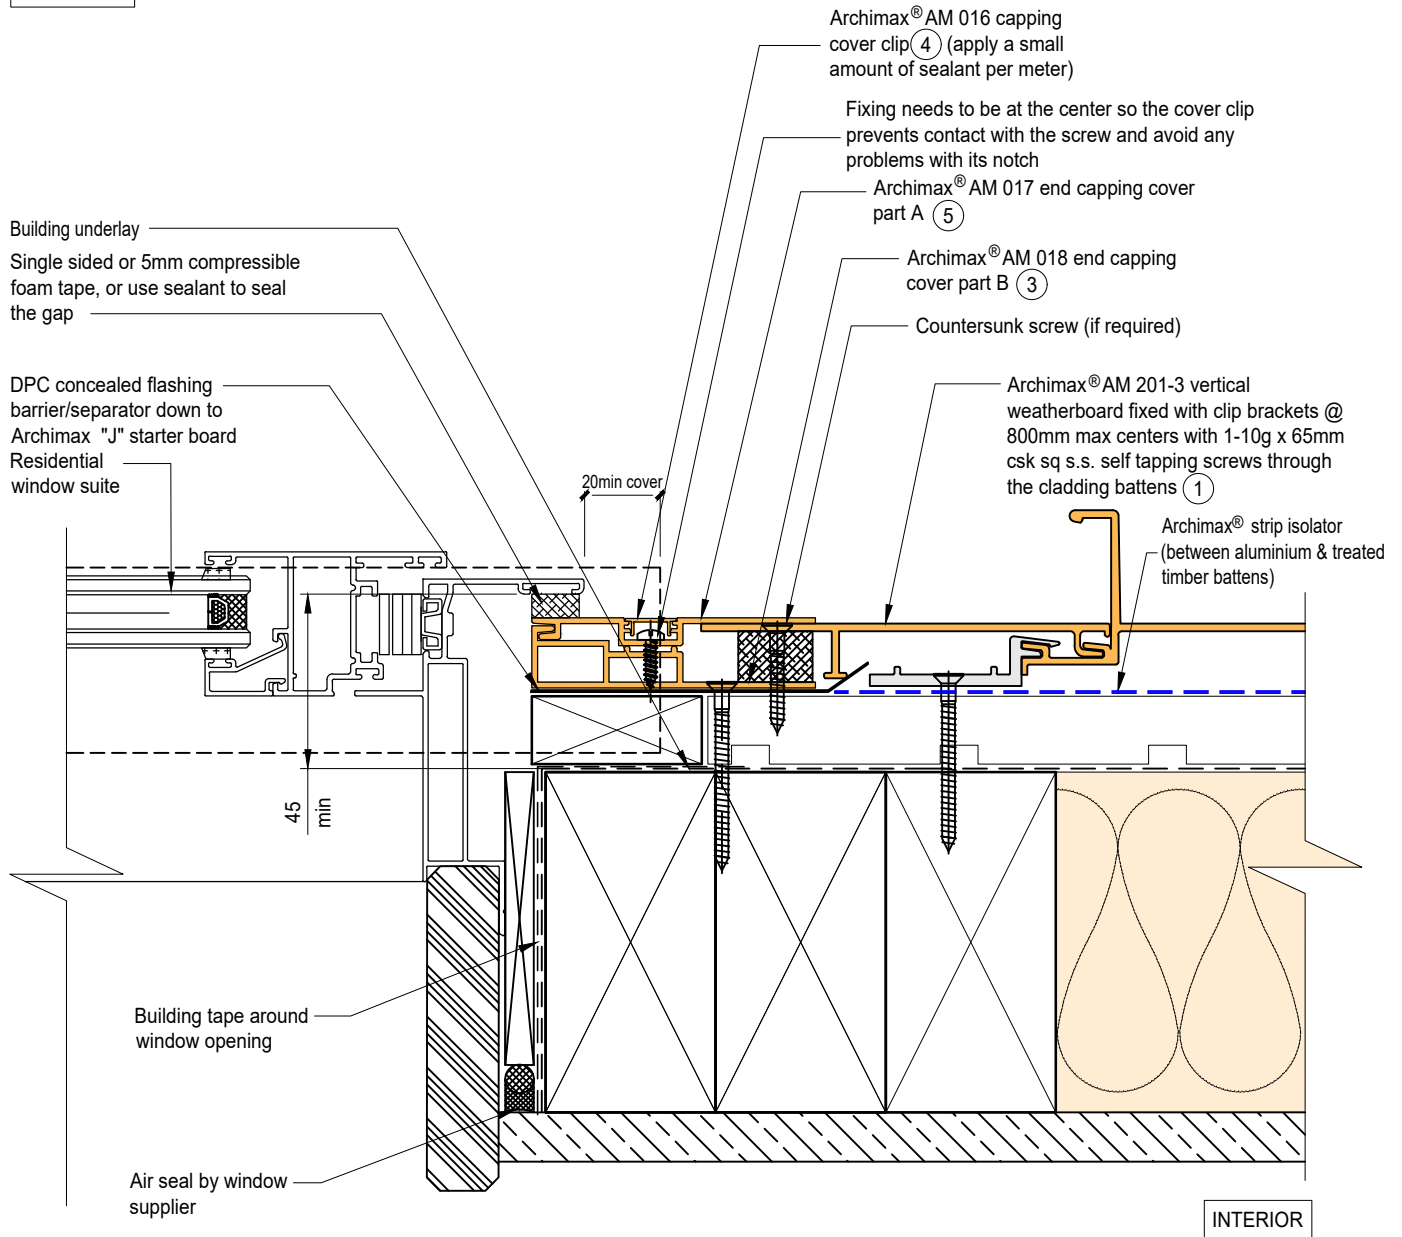 Archimax® AM 016 capping
cover clip 4 (apply a small
amount of sealant per meter)
Fixing needs to be at the center so the cover clip
prevents contact with the screw and avoid any
problems with its notch
Archimax® AM 017 end capping cover
part A 5
Archimax® AM 018 end capping
cover part B 3
Countersunk screw (if required)
Archimax® AM 201-3 vertical
weatherboard fixed with clip brackets @
800mm max centers with 1-10g x 65mm
csk sq s.s. self tapping screws through
the cladding battens 1
Archimax® strip isolator
(between aluminium & treated
timber battens)
Building underlay
Single sided or 5mm compressible
foam tape, or use sealant to seal
the gap
DPC concealed flashing
barrier/separator down to
Archimax "J" starter board
Residential
window suite
20min cover
45
min
Building tape around
window opening
Air seal by window
supplier
INTERIOR